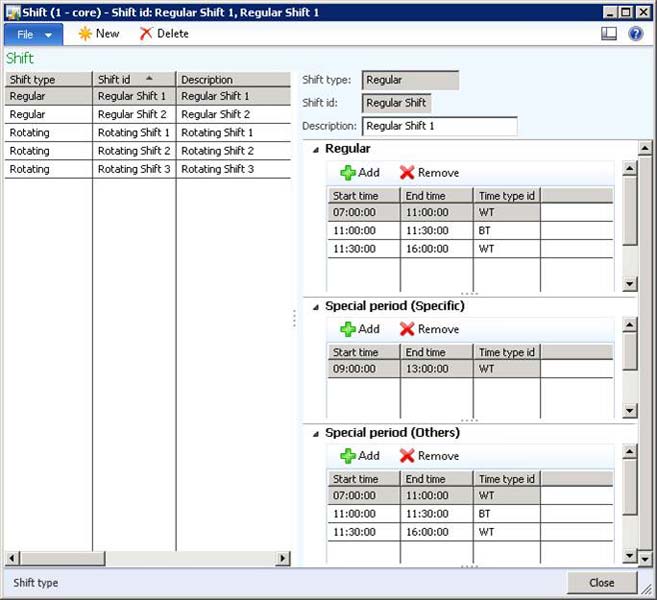 Shift (1 - core) - Shift id: Regular Shift 1, Regular Shift 1
File New Delete
Shift
Shift type Shift id Description
Regular Regular Shift 1 Regular Shift 1
Regular Regular Shift 2 Regular Shift 2
Rotating Rotating Shift 1 Rotating Shift 1
Rotating Rotating Shift 2 Rotating Shift 2
Rotating Rotating Shift 3 Rotating Shift 3
Shift type: Regular
Shift id: Regular Shift
Description: Regular Shift 1
Regular
Add Remove
Start time End time Time type id
07:00:00 11:00:00 WT
11:00:00 11:30:00 BT
11:30:00 16:00:00 WT
Special period (Specific)
Add Remove
Start time End time Time type id
09:00:00 13:00:00 WT
Special period (Others)
Add Remove
Start time End time Time type id
07:00:00 11:00:00 WT
11:00:00 11:30:00 BT
11:30:00 16:00:00 WT
Shift type Close